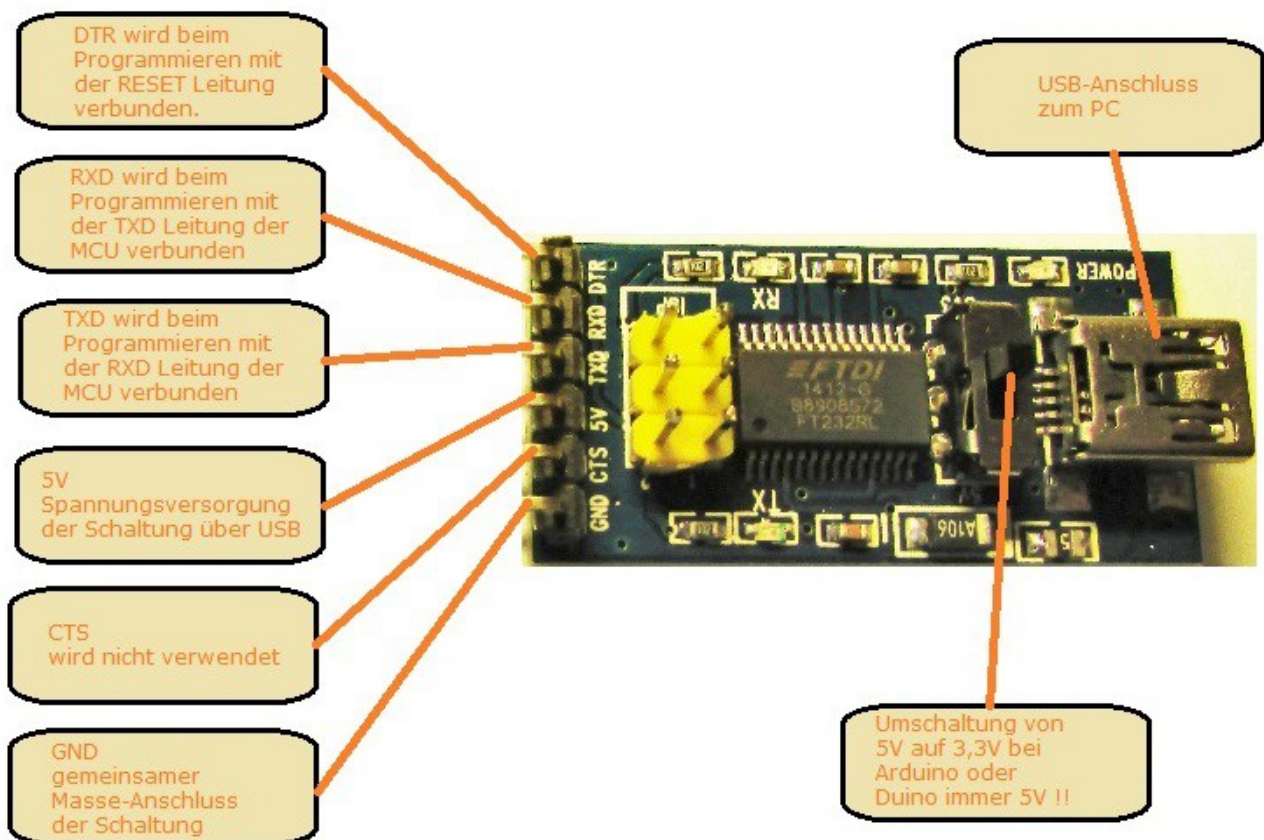 DTR wird beim
Programmieren mit
der RESET Leitung
verbunden.
USB-Anschluss
zum PC
RXD wird beim
Programmieren mit
der TXD Leitung der
MCU verbunden
TXD wird beim
Programmieren mit
der RXD Leitung der
MCU verbunden
5V
Spannungsversorgung
der Schaltung über USB
CTS
wird nicht verwendet
GND
gemeinsamer
Masse-Anschluss
der Schaltung
Umschaltung von
5V auf 3,3V bei
Arduino oder
Duino immer 5V !!
DTR
RXD
TXD
5V
CTS
GND
RX
POWER
FTDI
1412-G
B8908572
FT232RL
TX
A106